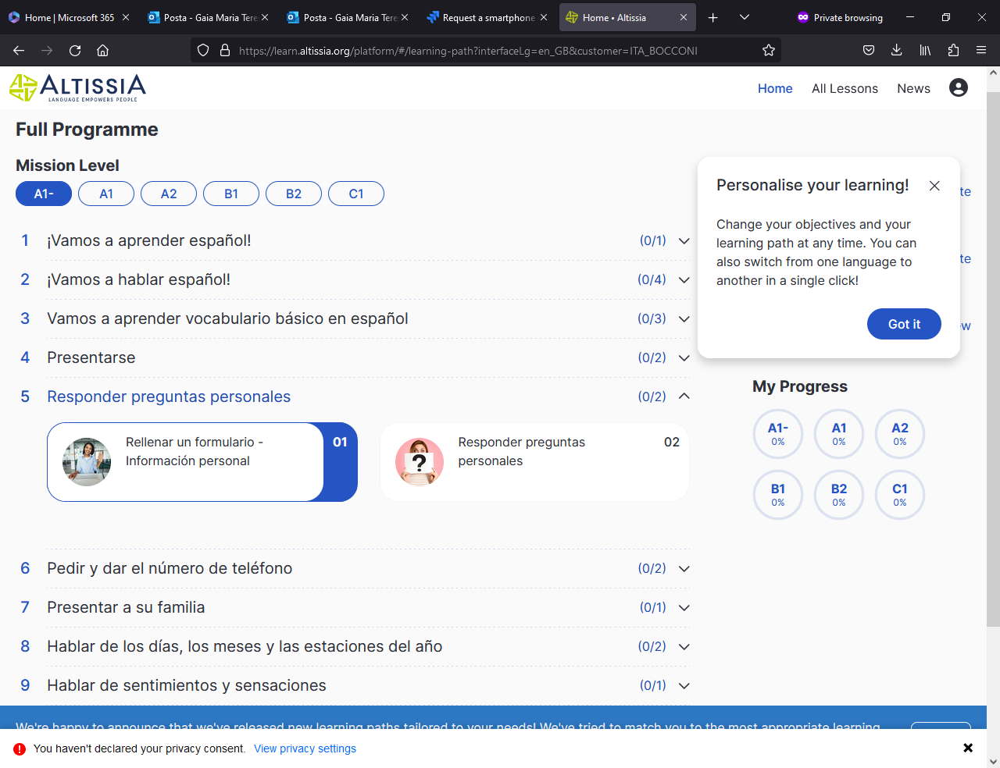 Home | Microsoft 365
Posta - Gaia Maria Tere
Posta - Gaia Maria Tere
Request a smartphone
Home • Altissia
Private browsing
https://learn.altissia.org/platform/#/learning-path?interfaceLg=en_GB&customer=ITA_BOCCONI
ALTISSIA
LANGUAGE EMPOWERS PEOPLE
Home
All Lessons
News
Full Programme
Mission Level
A1-
A1
A2
B1
B2
C1
1 ¡Vamos a aprender español! (0/1)
2 ¡Vamos a hablar español! (0/4)
3 Vamos a aprender vocabulario básico en español (0/3)
4 Presentarse (0/2)
5 Responder preguntas personales (0/2)
Rellenar un formulario -
Información personal
01
Responder preguntas
personales
02
6 Pedir y dar el número de teléfono (0/2)
7 Presentar a su familia (0/1)
8 Hablar de los días, los meses y las estaciones del año (0/2)
9 Hablar de sentimientos y sensaciones (0/1)
Personalise your learning!
Change your objectives and your
learning path at any time. You can
also switch from one language to
another in a single click!
Got it
My Progress
A1-
0%
A1
0%
A2
0%
B1
0%
B2
0%
C1
0%
We're happy to announce that we've released new learning paths tailored to your needs! We've tried to match you to the most appropriate learning
You haven't declared your privacy consent. View privacy settings